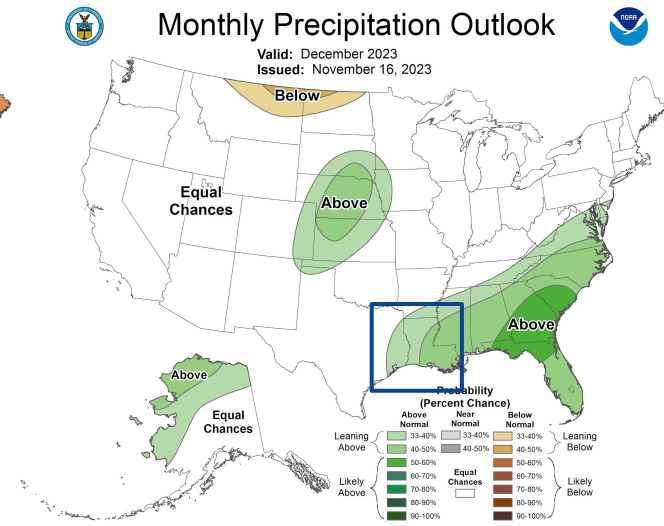 Monthly Precipitation Outlook
NOAA
Valid: December 2023
Issued: November 16, 2023
Below
Equal
Chances
Above
Above
Above
Equal
Chances
Probability
(Percent Chance)
Above
Normal
Near
Normal
Below
Normal
Leaning
Above
33-40%
33-40%
33-40%
Leaning
Below
40-50%
40-50%
40-50%
Likely
Above
50-60%
60-70%
70-80%
80-90%
90-100%
Equal
Chances
50-60%
60-70%
70-80%
80-90%
90-100%
Likely
Below